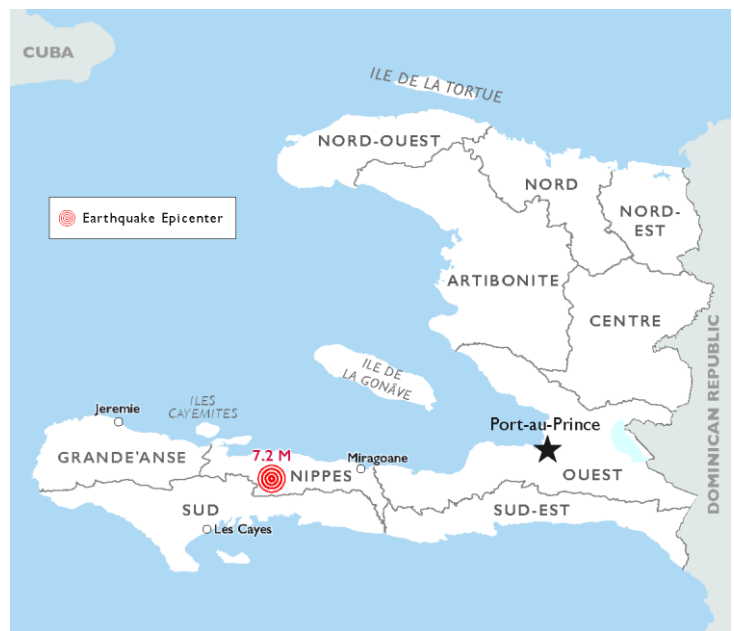 CUBA
ILE DE LA TORTUE
NORD-OUEST
NORD
NORD-
EST
Earthquake Epicenter
ARTIBONITE
CENTRE
DOMINICAN REPUBLIC
ILE DE
LA GONÂVE
ILES
CAYEMITES
Jeremie
Port-au-Prince
GRANDE'ANSE
7.2 M
Miragoane
NIPPES
OUEST
SUD
SUD-EST
Les Cayes